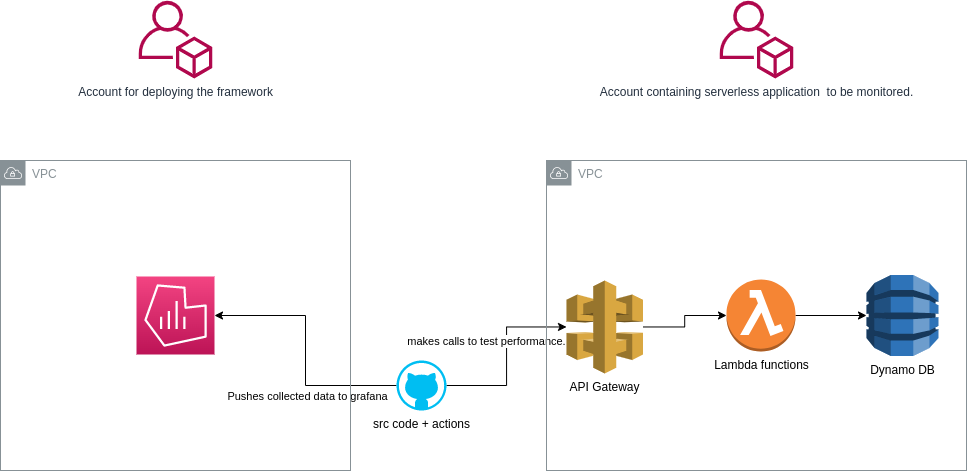 Account for deploying the framework
Account containing serverless application  to be monitored.
VPC
VPC
makes calls to test performance.
Pushes collected data to grafana
src code + actions
API Gateway
Lambda functions
Dynamo DB